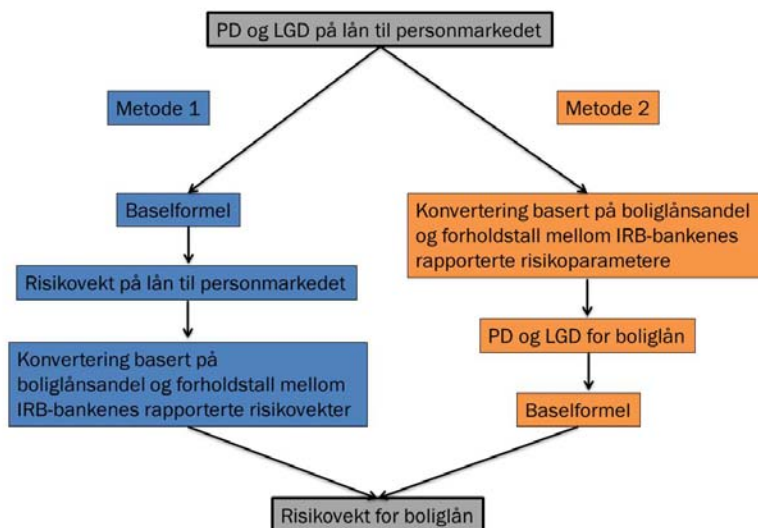 PD og LGD på lån til personmarkedet
Metode 1
Metode 2
Baselformel
Risikovekt på lån til personmarkedet
Konvertering basert på
boliglånsandel og forholdstall mellom
IRB-bankenes rapporterte risikovekter
Konvertering basert på boliglånsandel
og forholdstall mellom IRB-bankenes
rapporterte risikoparametere
PD og LGD for boliglån
Baselformel
Risikovekt for boliglån